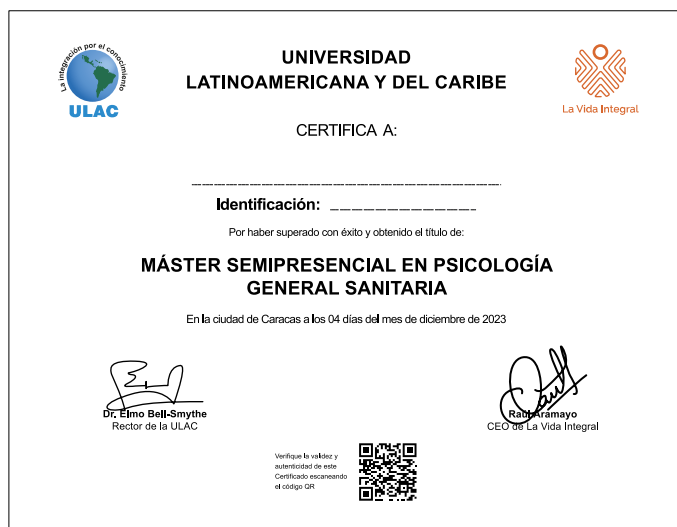 La integración por el conocimiento
ULAC
UNIVERSIDAD
LATINOAMERICANA Y DEL CARIBE
La Vida Integral
CERTIFICA A:
Identificación:
Por haber superado con éxito y obtenido el título de:
MÁSTER SEMIPRESENCIAL EN PSICOLOGÍA
GENERAL SANITARIA
En la ciudad de Caracas a los 04 días del mes de diciembre de 2023
Dr. Elmo Bell-Smythe
Rector de la ULAC
Raúl Aramayo
CEO de La Vida Integral
Verifique la validez y
autenticidad de este
Certificado escaneando
el código QR